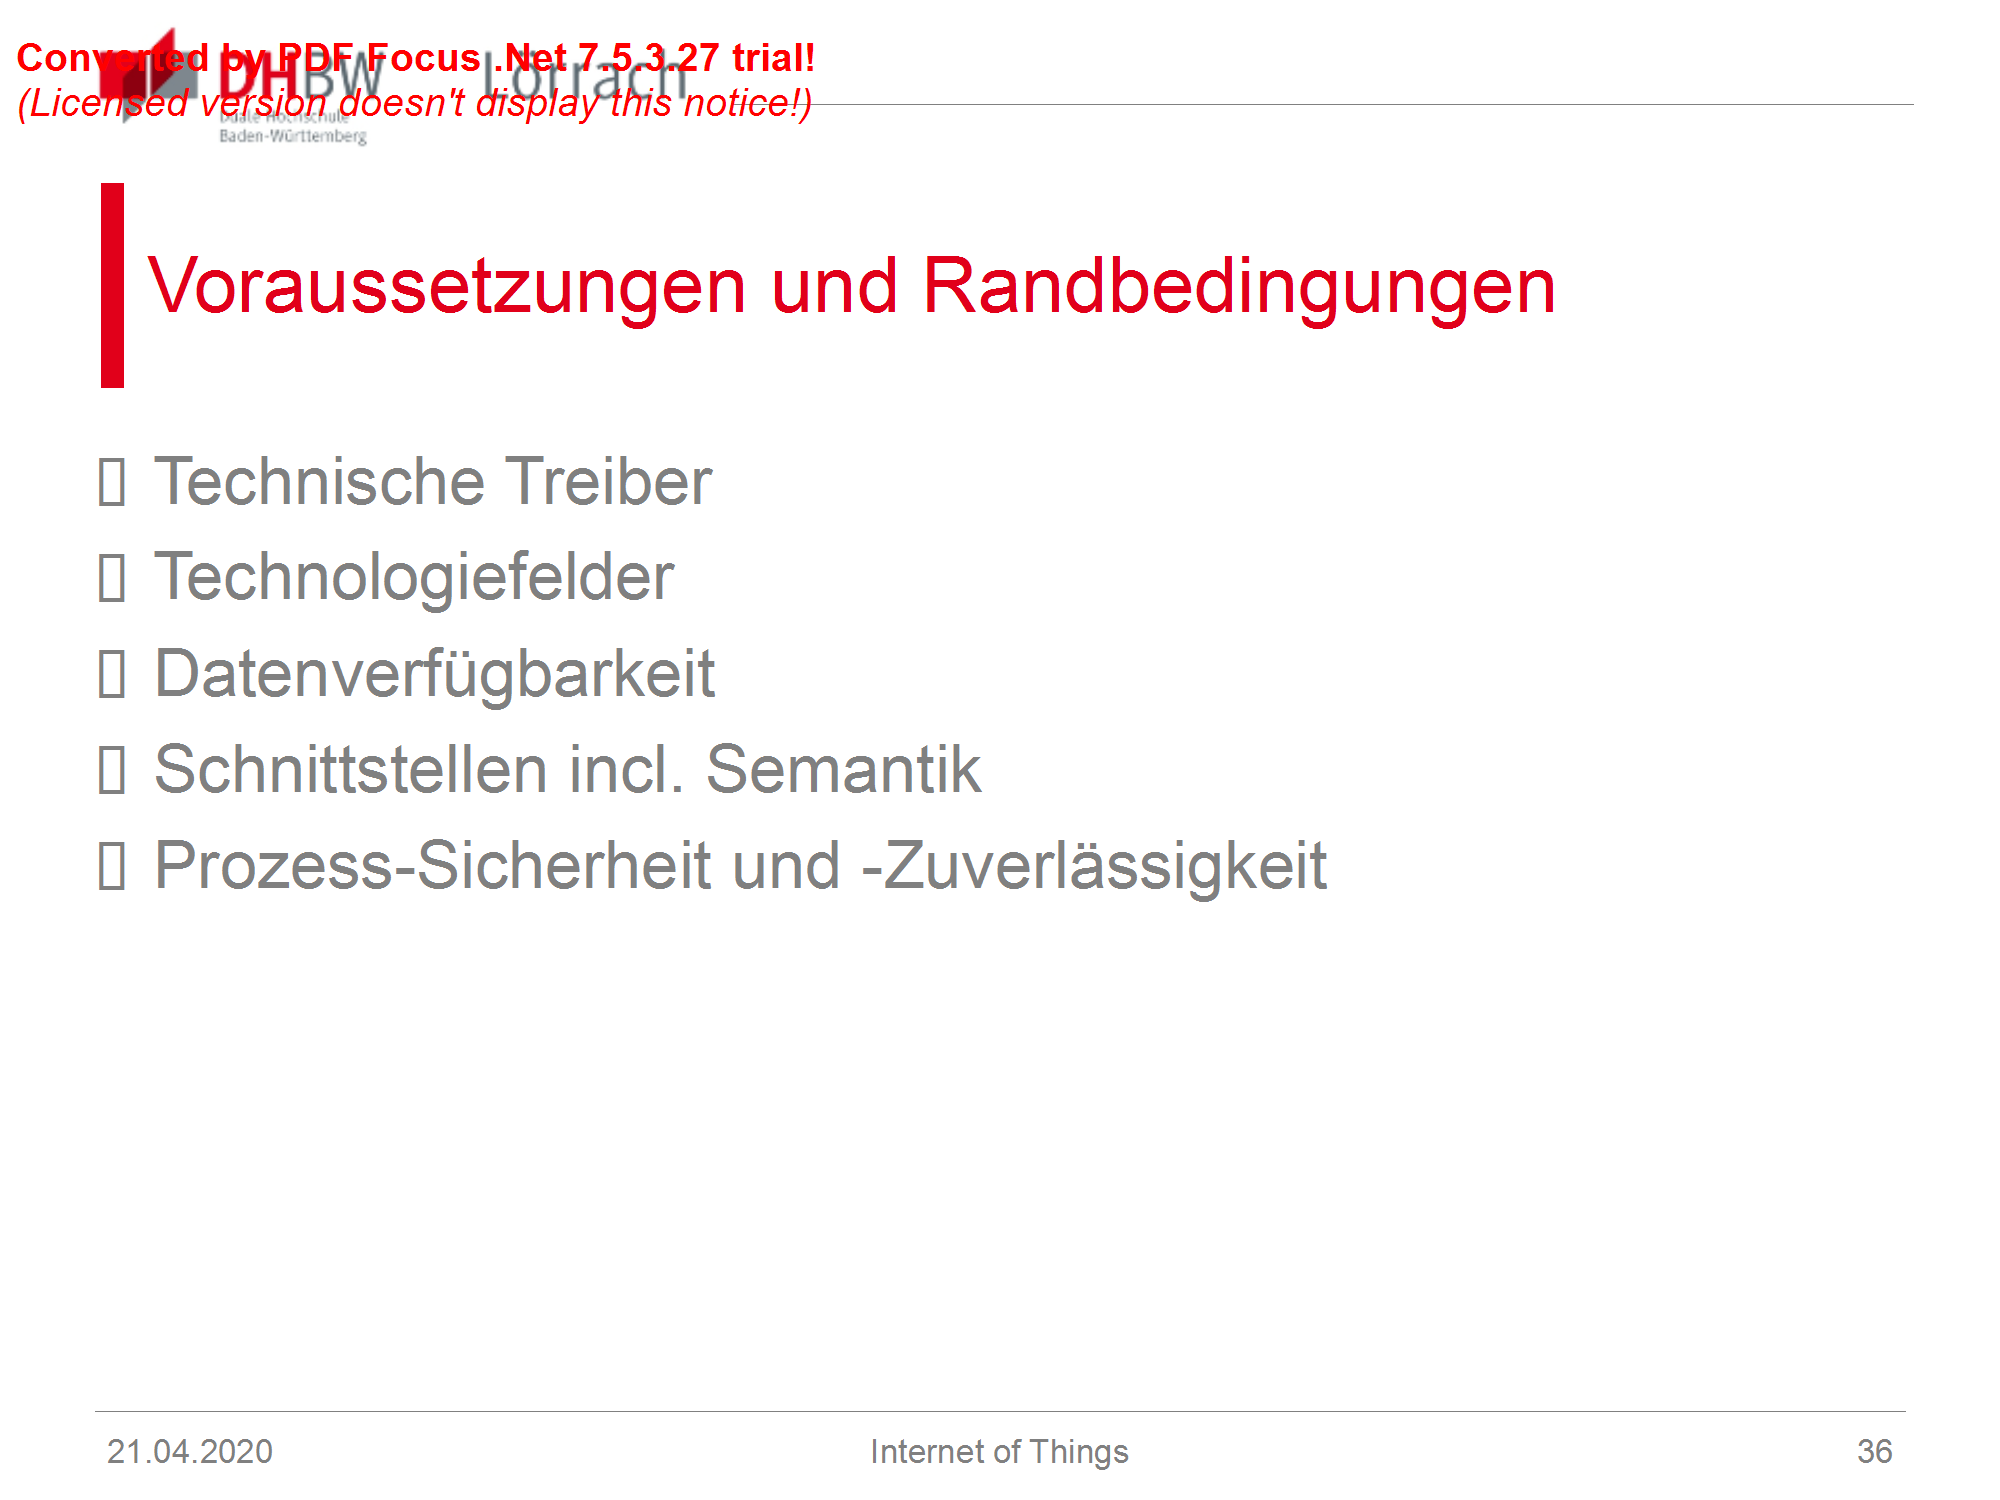 Converted by PDF Focus .Net 7.5.3.27 trial!
(Licensed version doesn't display this notice!)
DHBW Lörrach
Duale Hochschule
Baden-Württemberg
Voraussetzungen und Randbedingungen
Technische Treiber
Technologiefelder
Datenverfügbarkeit
Schnittstellen incl. Semantik
Prozess-Sicherheit und -Zuverlässigkeit
21.04.2020 Internet of Things 36